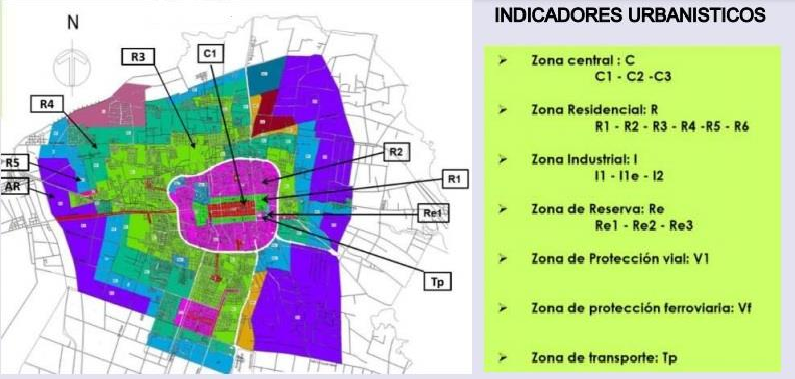 INDICADORES URBANISTICOS
N
R3
C1
R4
R5
AR
R2
R1
Re1
Tp
Zona central : C
C1 - C2 -C3
Zona Residencial: R
R1 - R2 - R3 - R4 -R5 - R6
Zona Industrial: I
I1 - I1e - I2
Zona de Reserva: Re
Re1 - Re2 - Re3
Zona de Protección vial: V1
Zona de protección ferroviaria: Vf
Zona de transporte: Tp